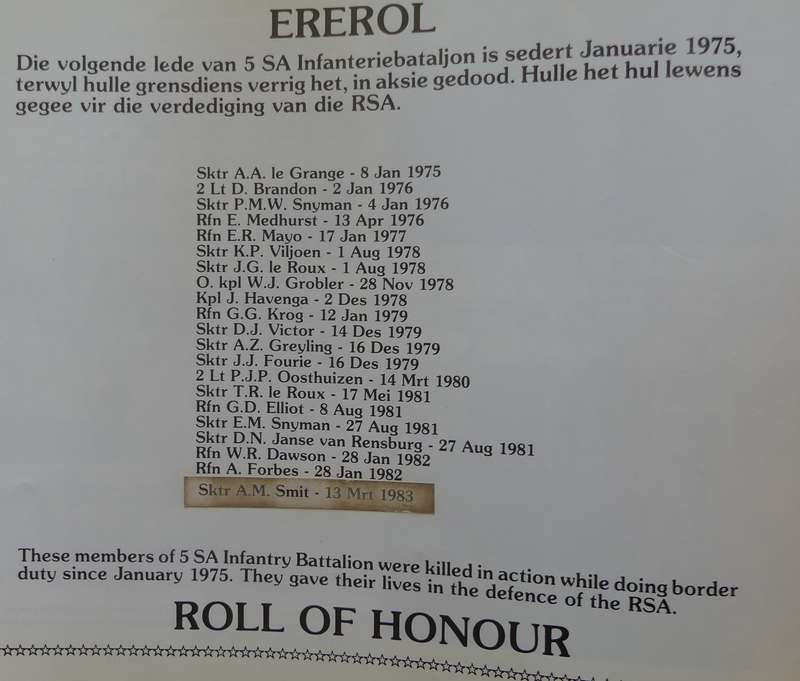 EREROL
Die volgende lede van 5 SA Infanteriebataljon is sedert Januarie 1975,
terwyl hulle grensdiens verrig het, in aksie gedood. Hulle het hul lewens
gegee vir die verdediging van die RSA.
Sktr A.A. le Grange - 8 Jan 1975
2 Lt D. Brandon - 2 Jan 1976
Sktr P.M.W. Snyman - 4 Jan 1976
Rfn E. Medhurst - 13 Apr 1976
Rfn E.R. Mayo - 17 Jan 1977
Sktr K.P. Viljoen - 1 Aug 1978
Sktr J.G. le Roux - 1 Aug 1978
O. kpl W.J. Grobler - 28 Nov 1978
Kpl J. Havenga - 2 Des 1978
Rfn G.G. Krog - 12 Jan 1979
Sktr D.J. Victor - 14 Des 1979
Sktr A.Z. Greyling - 16 Des 1979
Sktr J.J. Fourie - 16 Des 1979
2 Lt P.J.P. Oosthuizen - 14 Mrt 1980
Sktr T.R. le Roux - 17 Mei 1981
Rfn G.D. Elliot - 8 Aug 1981
Sktr E.M. Snyman - 27 Aug 1981
Sktr D.N. Janse van Rensburg - 27 Aug 1981
Rfn W.R. Dawson - 28 Jan 1982
Rfn A. Forbes - 28 Jan 1982
Sktr A.M. Smit - 13 Mrt 1983
These members of 5 SA Infantry Battalion were killed in action while doing border
duty since January 1975. They gave their lives in the defence of the RSA.
ROLL OF HONOUR